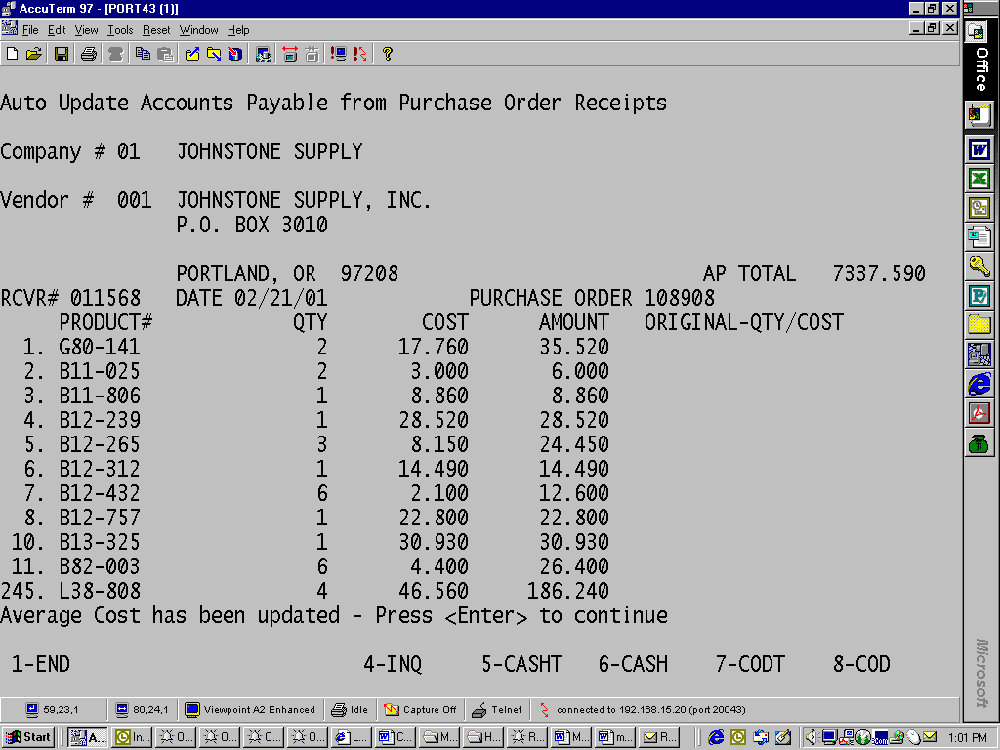 AccuTerm 97 - [PORT43 (1)]
File Edit View Tools Reset Window Help
Office
Auto Update Accounts Payable from Purchase Order Receipts
Company # 01 JOHNSTONE SUPPLY
Vendor # 001 JOHNSTONE SUPPLY, INC.
P.O. BOX 3010
PORTLAND, OR 97208 AP TOTAL 7337.590
RCVR# 011568 DATE 02/21/01 PURCHASE ORDER 108908
PRODUCT# QTY COST AMOUNT ORIGINAL-QTY/COST
1. G80-141 2 17.760 35.520
2. B11-025 2 3.000 6.000
3. B11-806 1 8.860 8.860
4. B12-239 1 28.520 28.520
5. B12-265 3 8.150 24.450
6. B12-312 1 14.490 14.490
7. B12-432 6 2.100 12.600
8. B12-757 1 22.800 22.800
10. B13-325 1 30.930 30.930
11. B82-003 6 4.400 26.400
245. L38-808 4 46.560 186.240
Average Cost has been updated - Press <Enter> to continue
1-END 4-INQ 5-CASHT 6-CASH 7-CODT 8-COD
Microsoft
59,23,1 80,24,1 Viewpoint A2 Enhanced Idle Capture Off Telnet connected to 192.168.15.20 (port 20043)
Start A... In... O... O... O... O... L... C... M... H... R... M... m... R... 1:01 PM